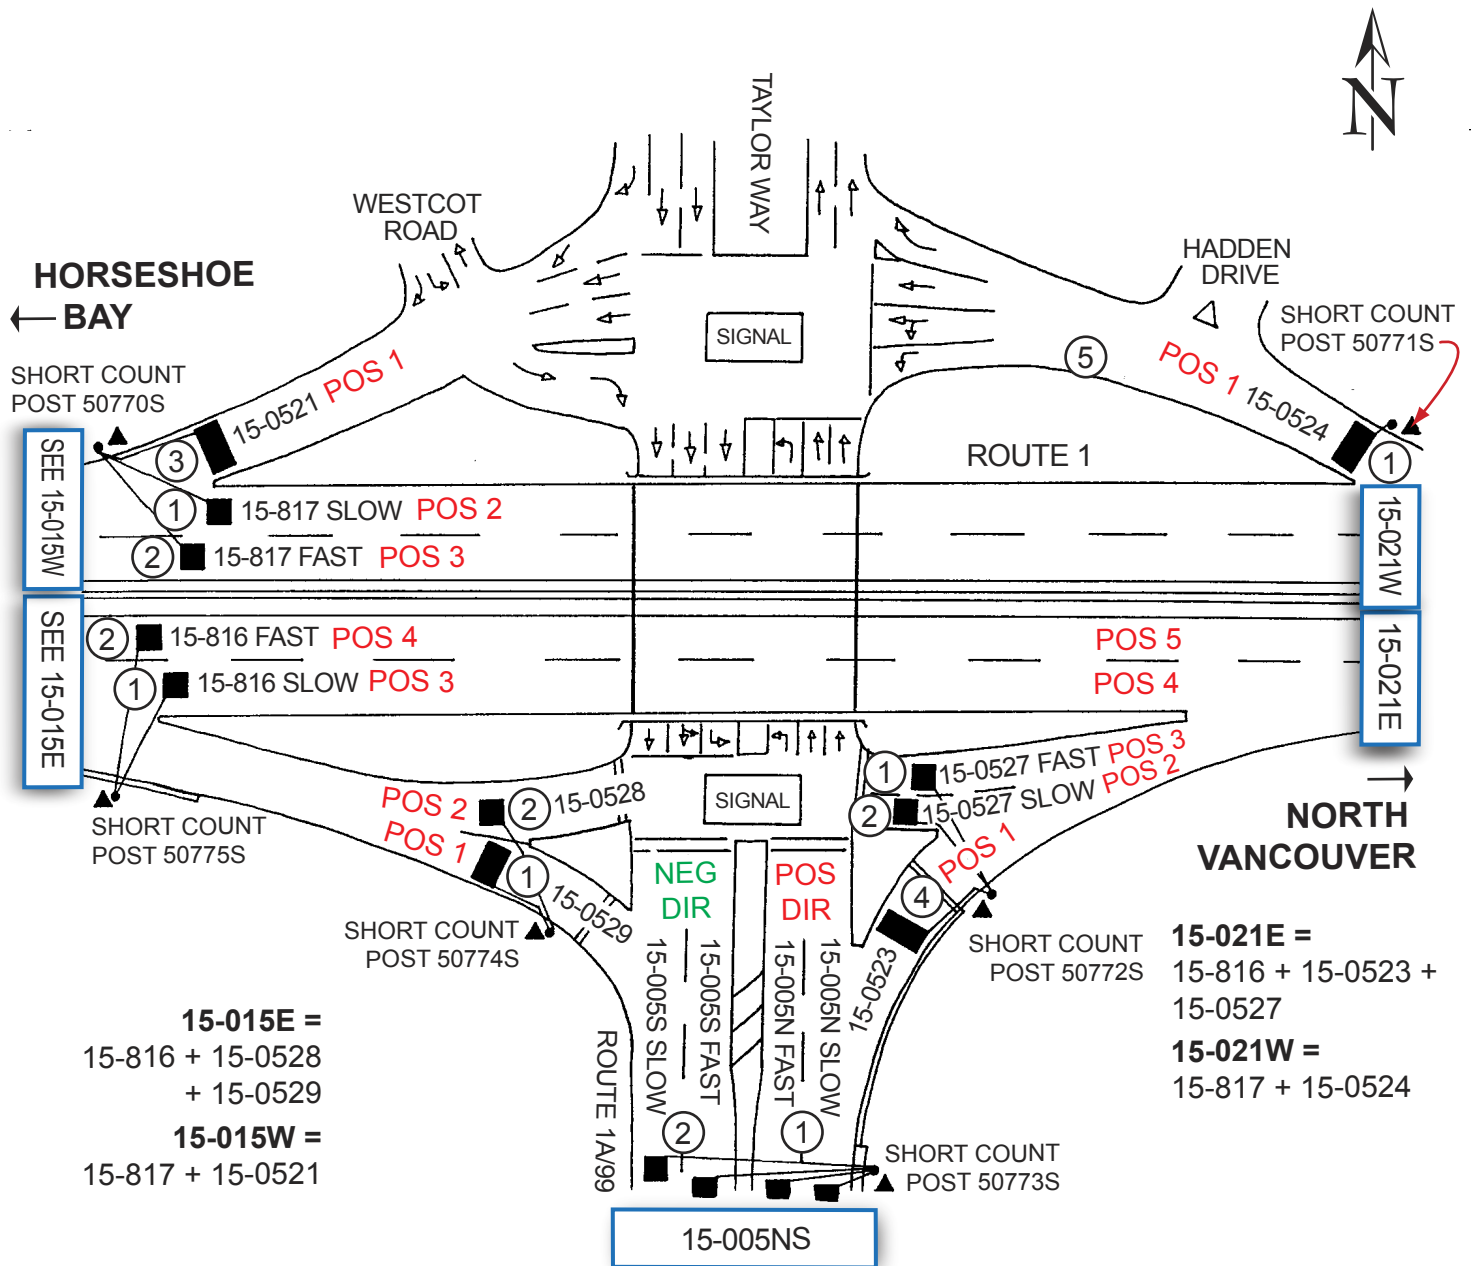 N
TAYLOR WAY
WESTCOT
ROAD
HADDEN
DRIVE
HORSESHOE
BAY
SHORT COUNT
POST 50771S
SIGNAL
5
POS 1
15-0524
1
SHORT COUNT
POST 50770S
15-0521 POS 1
3
ROUTE 1
SEE 15-015W
1
15-817 SLOW POS 2
2
15-817 FAST POS 3
15-021W
SEE 15-015E
2
15-816 FAST POS 4
1
15-816 SLOW POS 3
POS 5
POS 4
15-021E
SHORT COUNT
POST 50775S
POS 2
2
15-0528
POS 1
1
15-0529
SIGNAL
1
15-0527 FAST POS 3
2
15-0527 SLOW POS 2
POS 1
4
15-0523
NORTH
VANCOUVER
NEG
DIR
POS
DIR
SHORT COUNT
POST 50774S
SHORT COUNT
POST 50772S
15-005S SLOW
15-005S FAST
15-005N FAST
15-005N SLOW
ROUTE 1A/99
2
1
15-021E =
15-816 + 15-0523 +
15-0527
15-021W =
15-817 + 15-0524
15-015E =
15-816 + 15-0528
+ 15-0529
15-015W =
15-817 + 15-0521
SHORT COUNT
POST 50773S
15-005NS